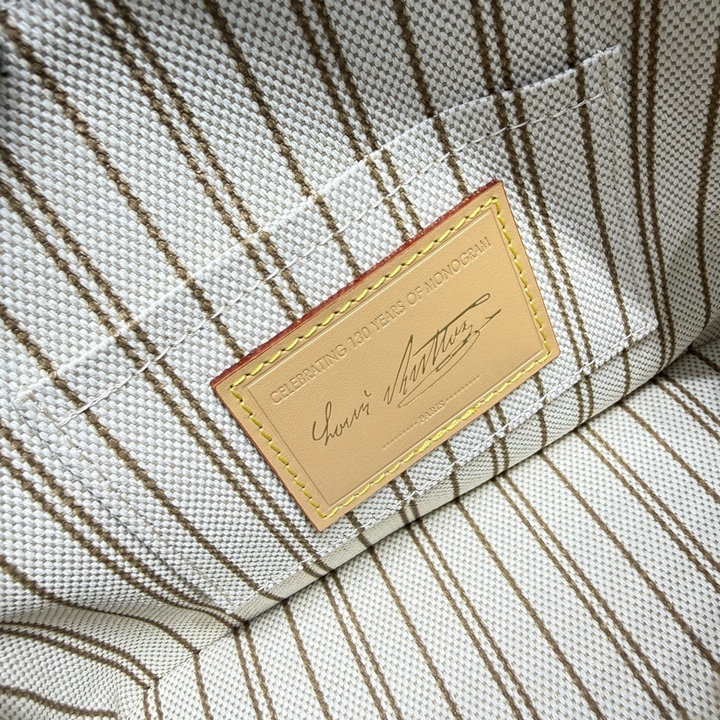 CELEBRATING 130 YEARS OF MONOGRAM
Louis Vuitton
PARIS